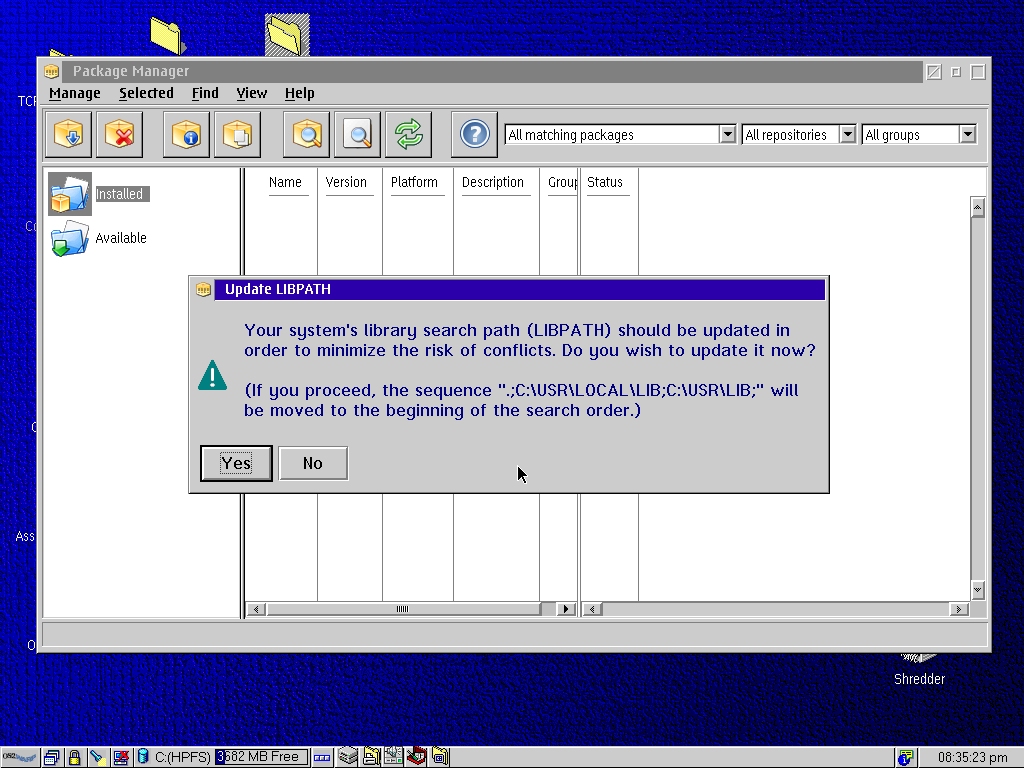 Package Manager
Manage Selected Find View Help
All matching packages All repositories All groups
Name Version Platform Description Group Status
Installed
Available
Update LIBPATH
Your system's library search path (LIBPATH) should be updated in
order to minimize the risk of conflicts. Do you wish to update it now?
(If you proceed, the sequence ".;C:\USR\LOCAL\LIB;C:\USR\LIB;" will
be moved to the beginning of the search order.)
Yes No
Ass
Shredder
C:(HPFS) 3682 MB Free 08:35:23 pm